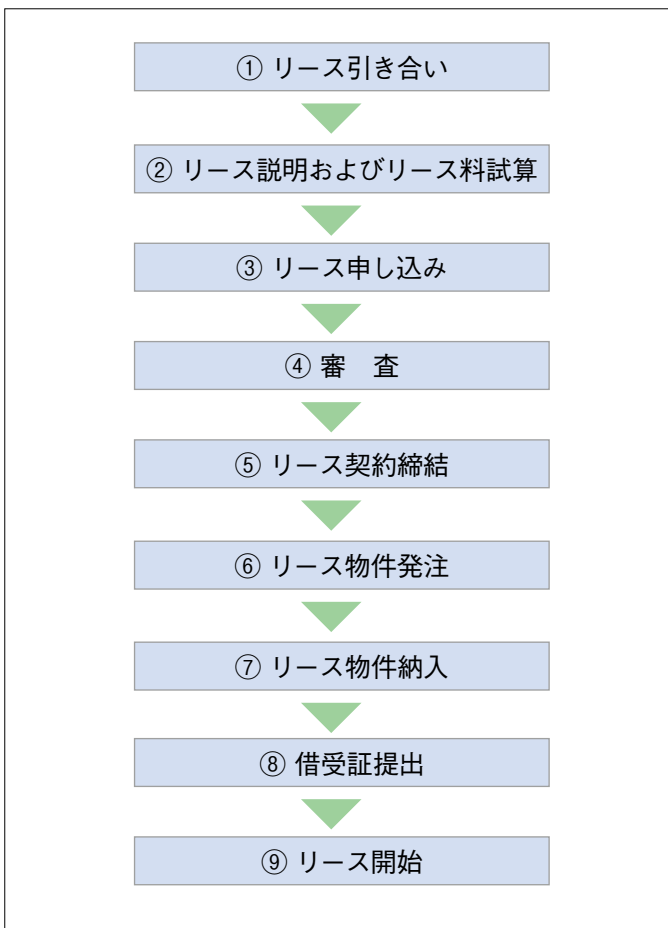 ① リース引き合い
② リース説明およびリース料試算
③ リース申し込み
④ 審　査
⑤ リース契約締結
⑥ リース物件発注
⑦ リース物件納入
⑧ 借受証提出
⑨ リース開始